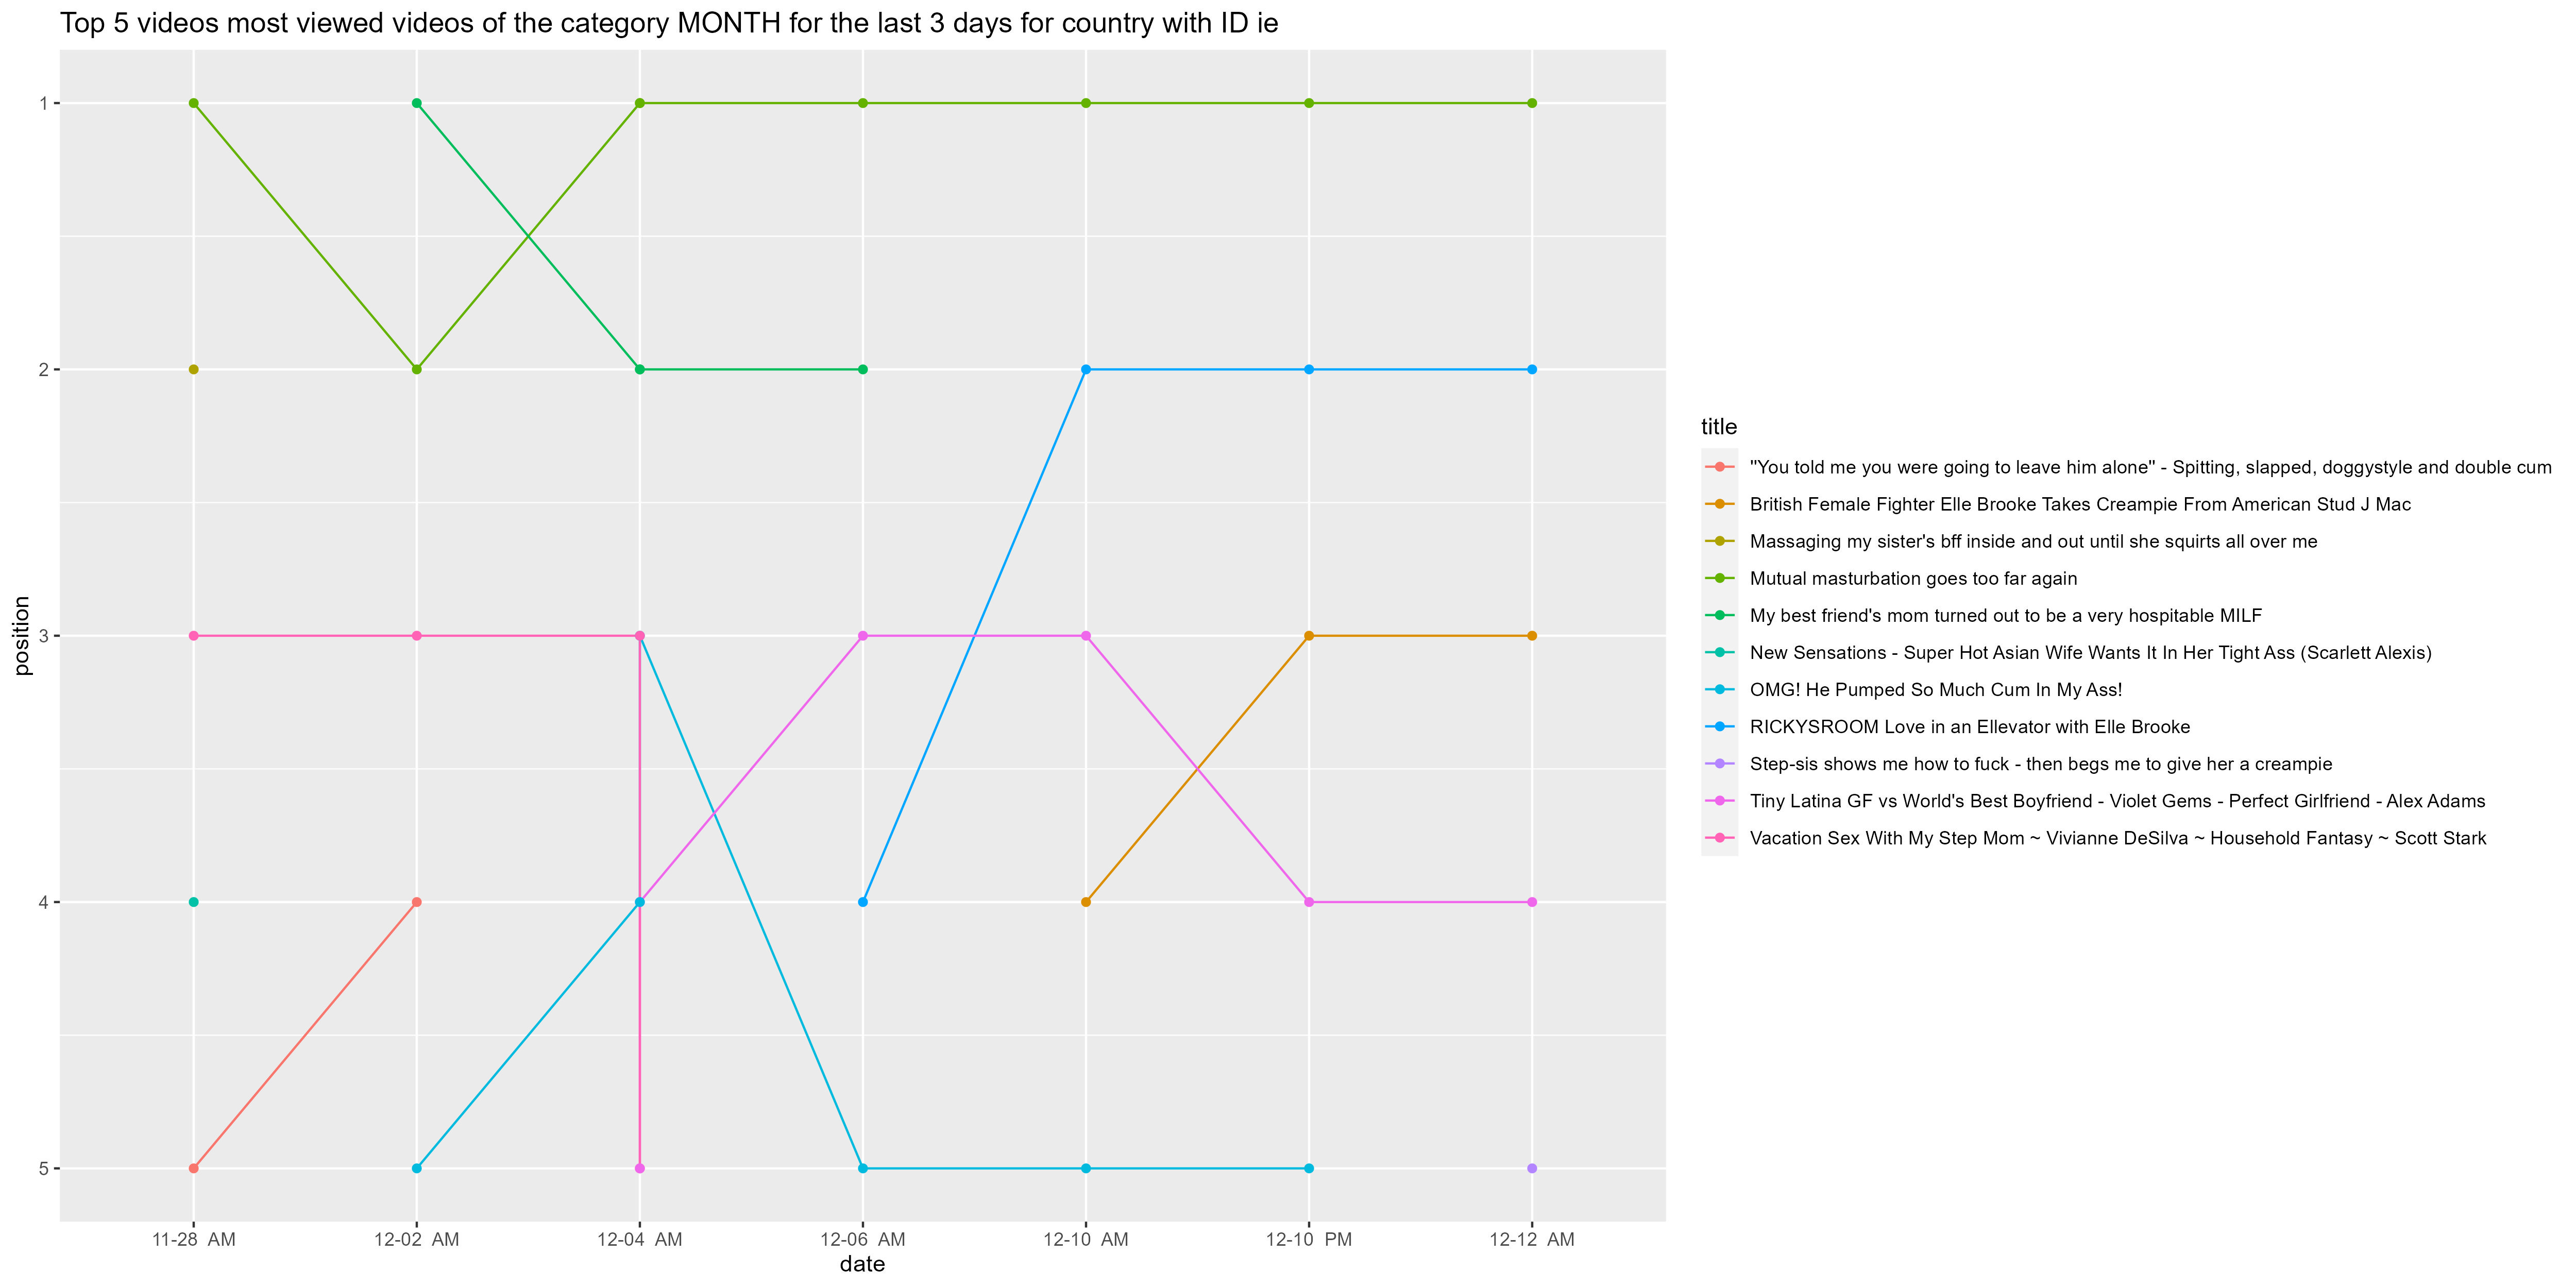 Top 5 videos most viewed videos of the category MONTH for the last 3 days for country with ID ie
position
1
2
3
4
5
11-28 AM
12-02 AM
12-04 AM
12-06 AM
12-10 AM
12-10 PM
12-12 AM
date
title
"You told me you were going to leave him alone" - Spitting, slapped, doggystyle and double cum
British Female Fighter Elle Brooke Takes Creampie From American Stud J Mac
Massaging my sister's bff inside and out until she squirts all over me
Mutual masturbation goes too far again
My best friend's mom turned out to be a very hospitable MILF
New Sensations - Super Hot Asian Wife Wants It In Her Tight Ass (Scarlett Alexis)
OMG! He Pumped So Much Cum In My Ass!
RICKYSROOM Love in an Ellevator with Elle Brooke
Step-sis shows me how to fuck - then begs me to give her a creampie
Tiny Latina GF vs World's Best Boyfriend - Violet Gems - Perfect Girlfriend - Alex Adams
Vacation Sex With My Step Mom ~ Vivianne DeSilva ~ Household Fantasy ~ Scott Stark